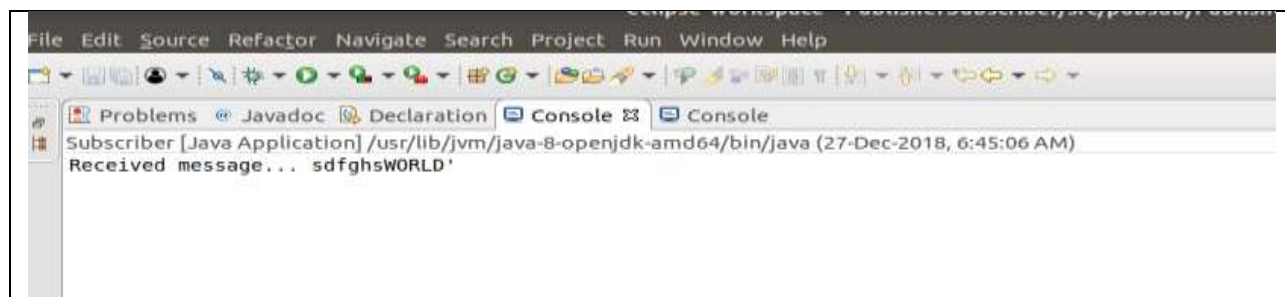 File Edit Source Refactor Navigate Search Project Run Window Help
Problems @ Javadoc Declaration Console Console
Subscriber [Java Application] /usr/lib/jvm/java-8-openjdk-amd64/bin/java (27-Dec-2018, 6:45:06 AM)
Received message... sdfghsWORLD'